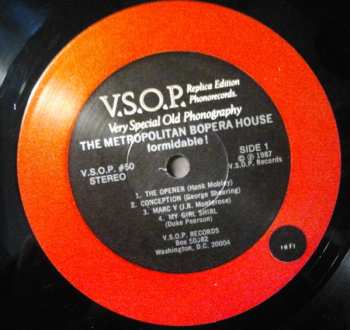 V.S.O.P. Replica Edition
Phonorecords.
Very Special Old Phonography
THE METROPOLITAN BOPERA HOUSE
formidable!
V.S.O.P. #50
STEREO
SIDE 1
© ℗ 1987
V.S.O.P. Records
1. THE OPENER (Hank Mobley)
2. CONCEPTION (George Shearing)
3. MARC V (J.R. Monterose)
4. MY GIRL SHIRL
(Duke Pearson)
V.S.O.P. RECORDS
Box 50J82
Washington, D.C. 20004
HiFi